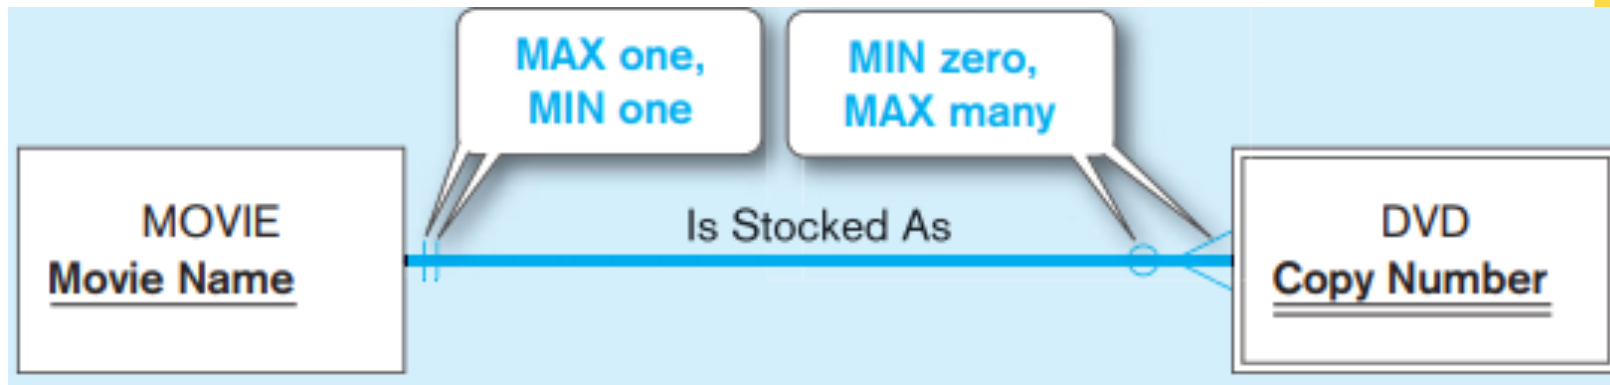 MAX one,
MIN one
MIN zero,
MAX many
MOVIE
Movie Name
Is Stocked As
DVD
Copy Number